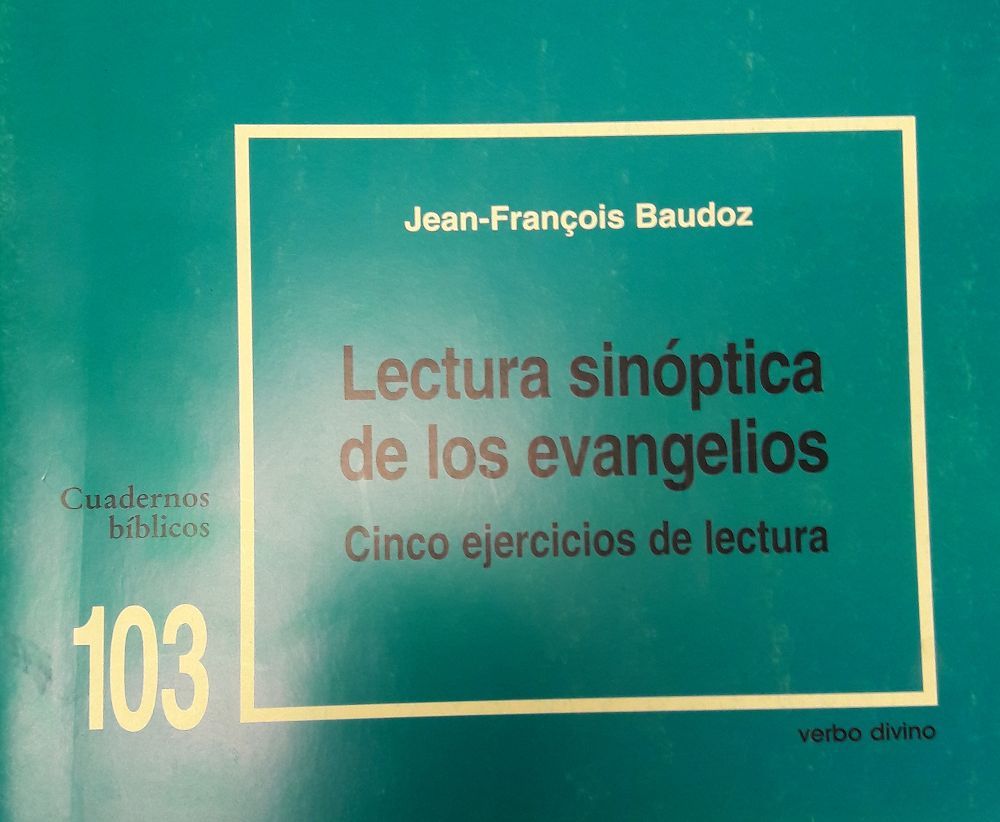 Jean-François Baudoz
Lectura sinóptica
de los evangelios
Cinco ejercicios de lectura
Cuadernos
bíblicos
103
verbo divino